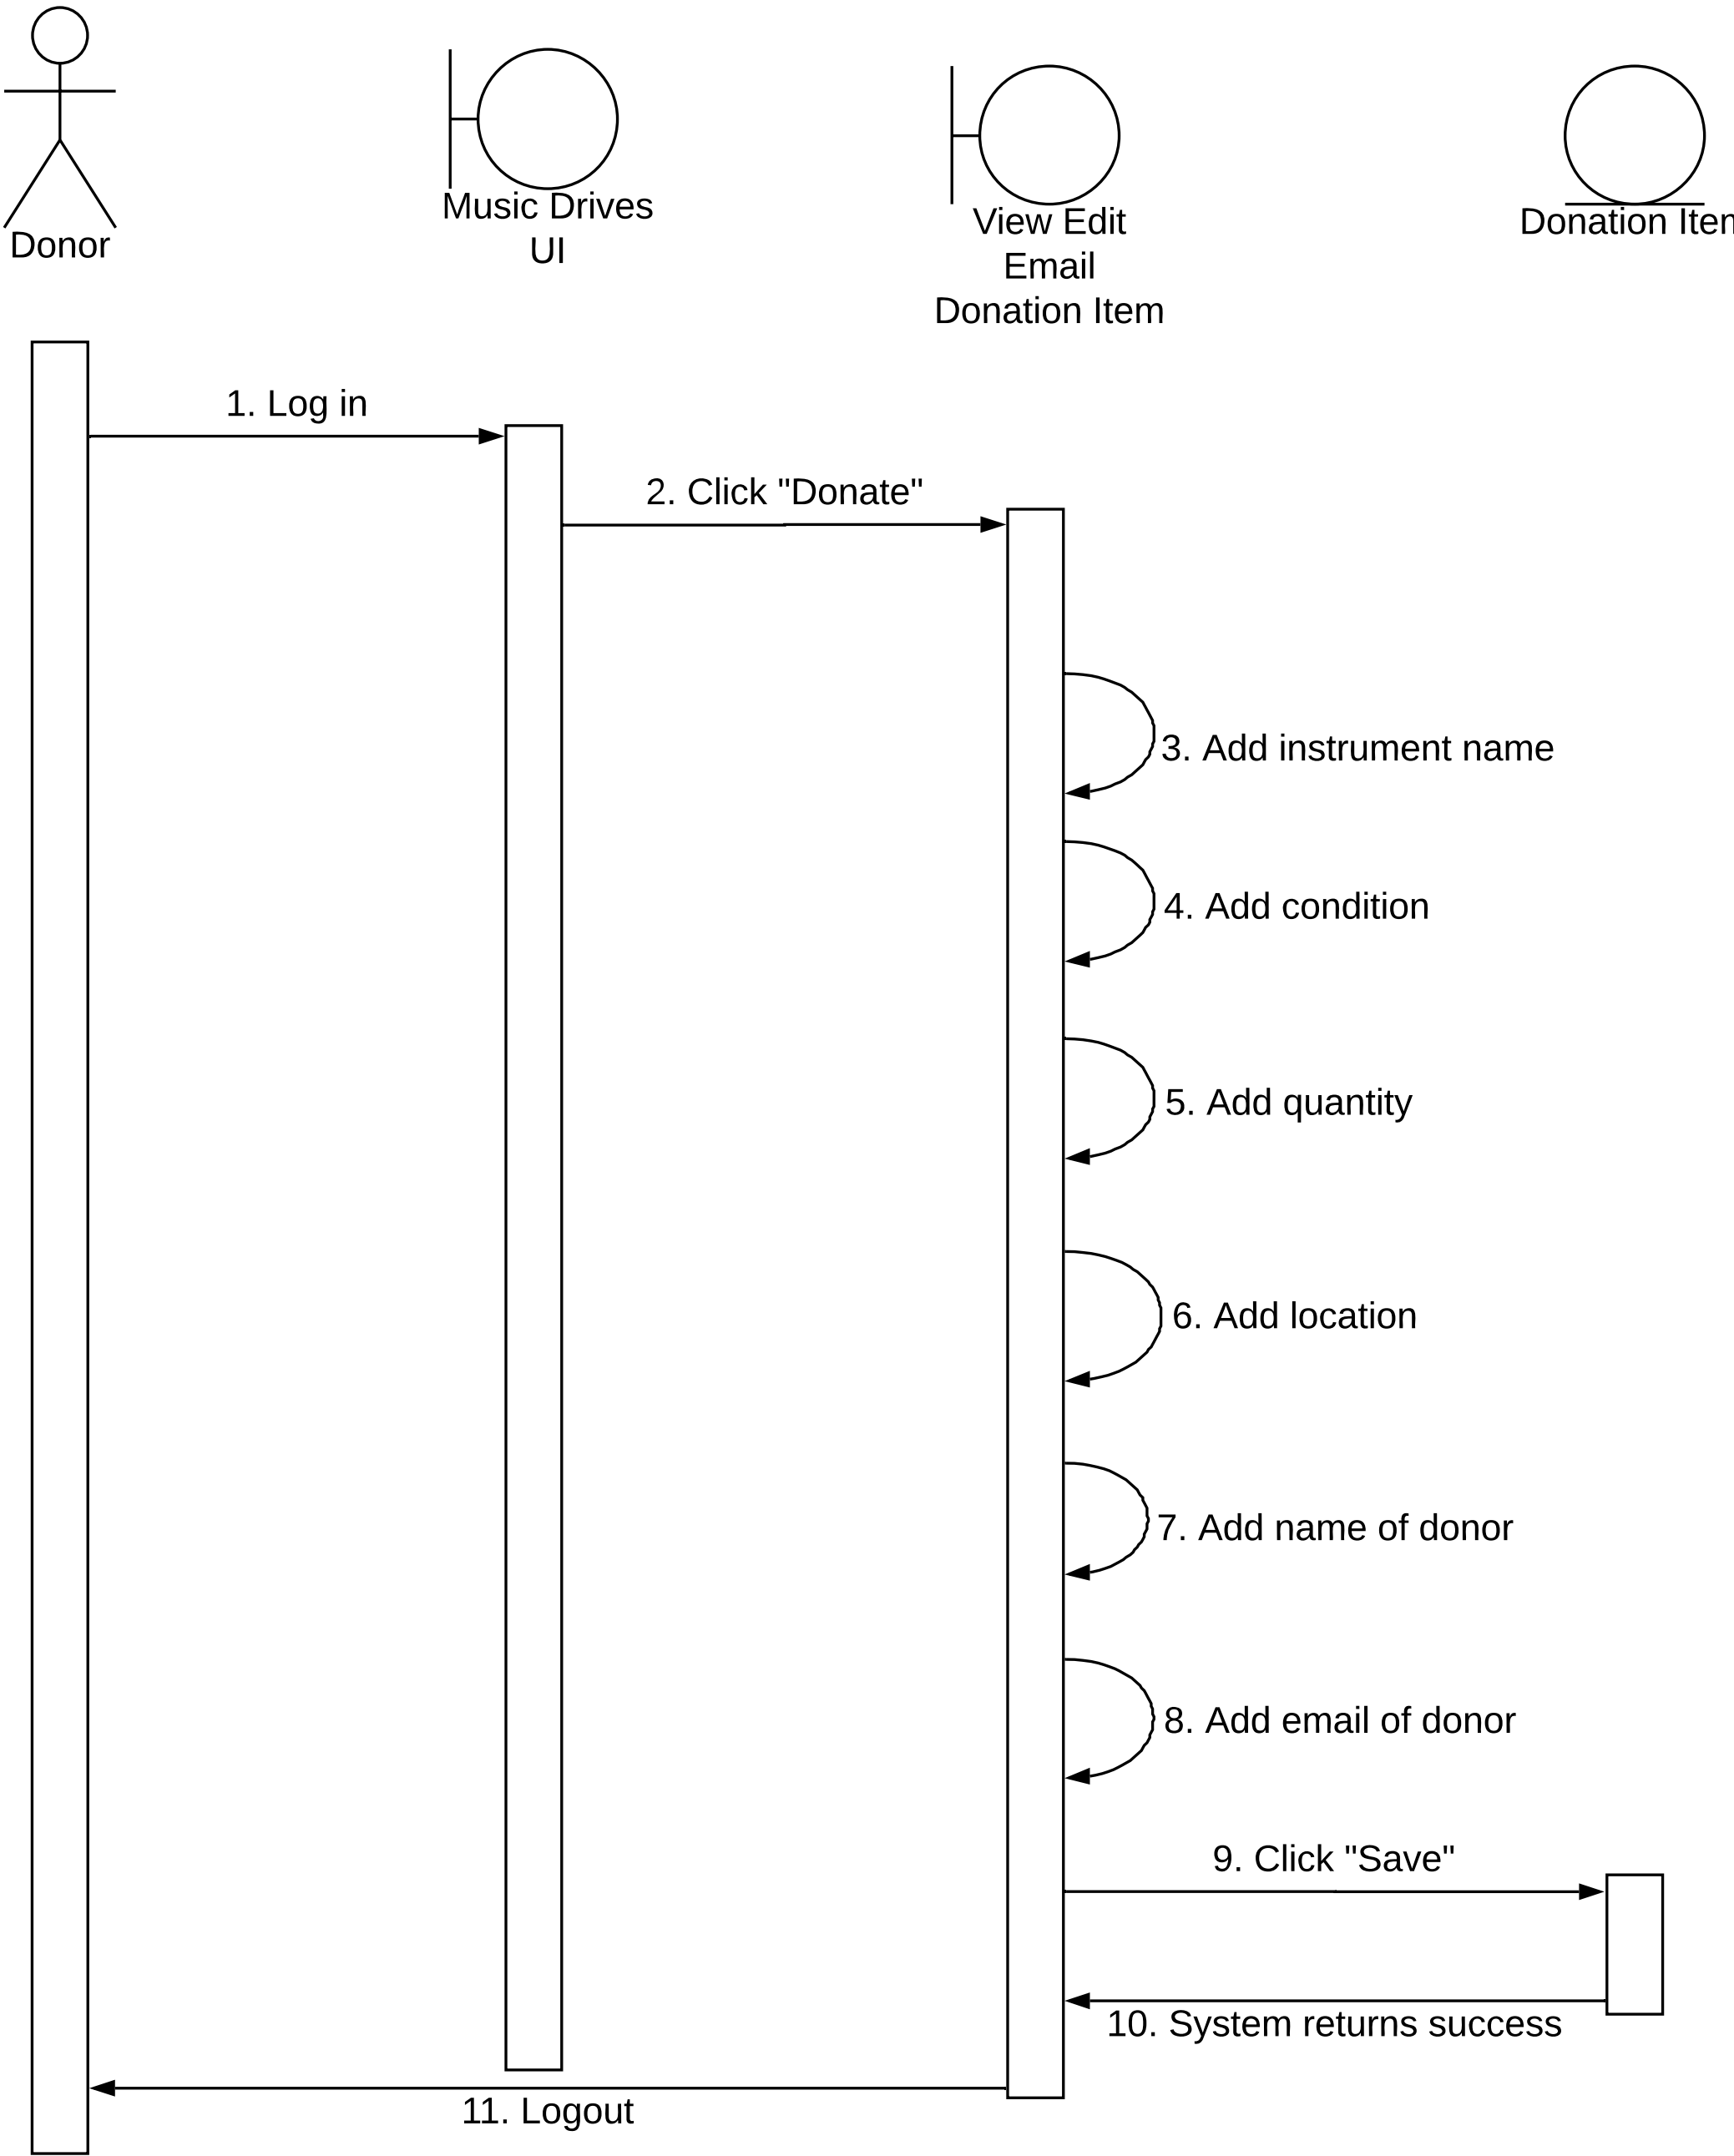 Donor
Music Drives
UI
View Edit
Email
Donation Item
Donation Iten
1. Log in
2. Click "Donate"
3. Add instrument name
4. Add condition
5. Add quantity
6. Add location
7. Add name of donor
8. Add email of donor
9. Click "Save"
10. System returns success
11. Logout